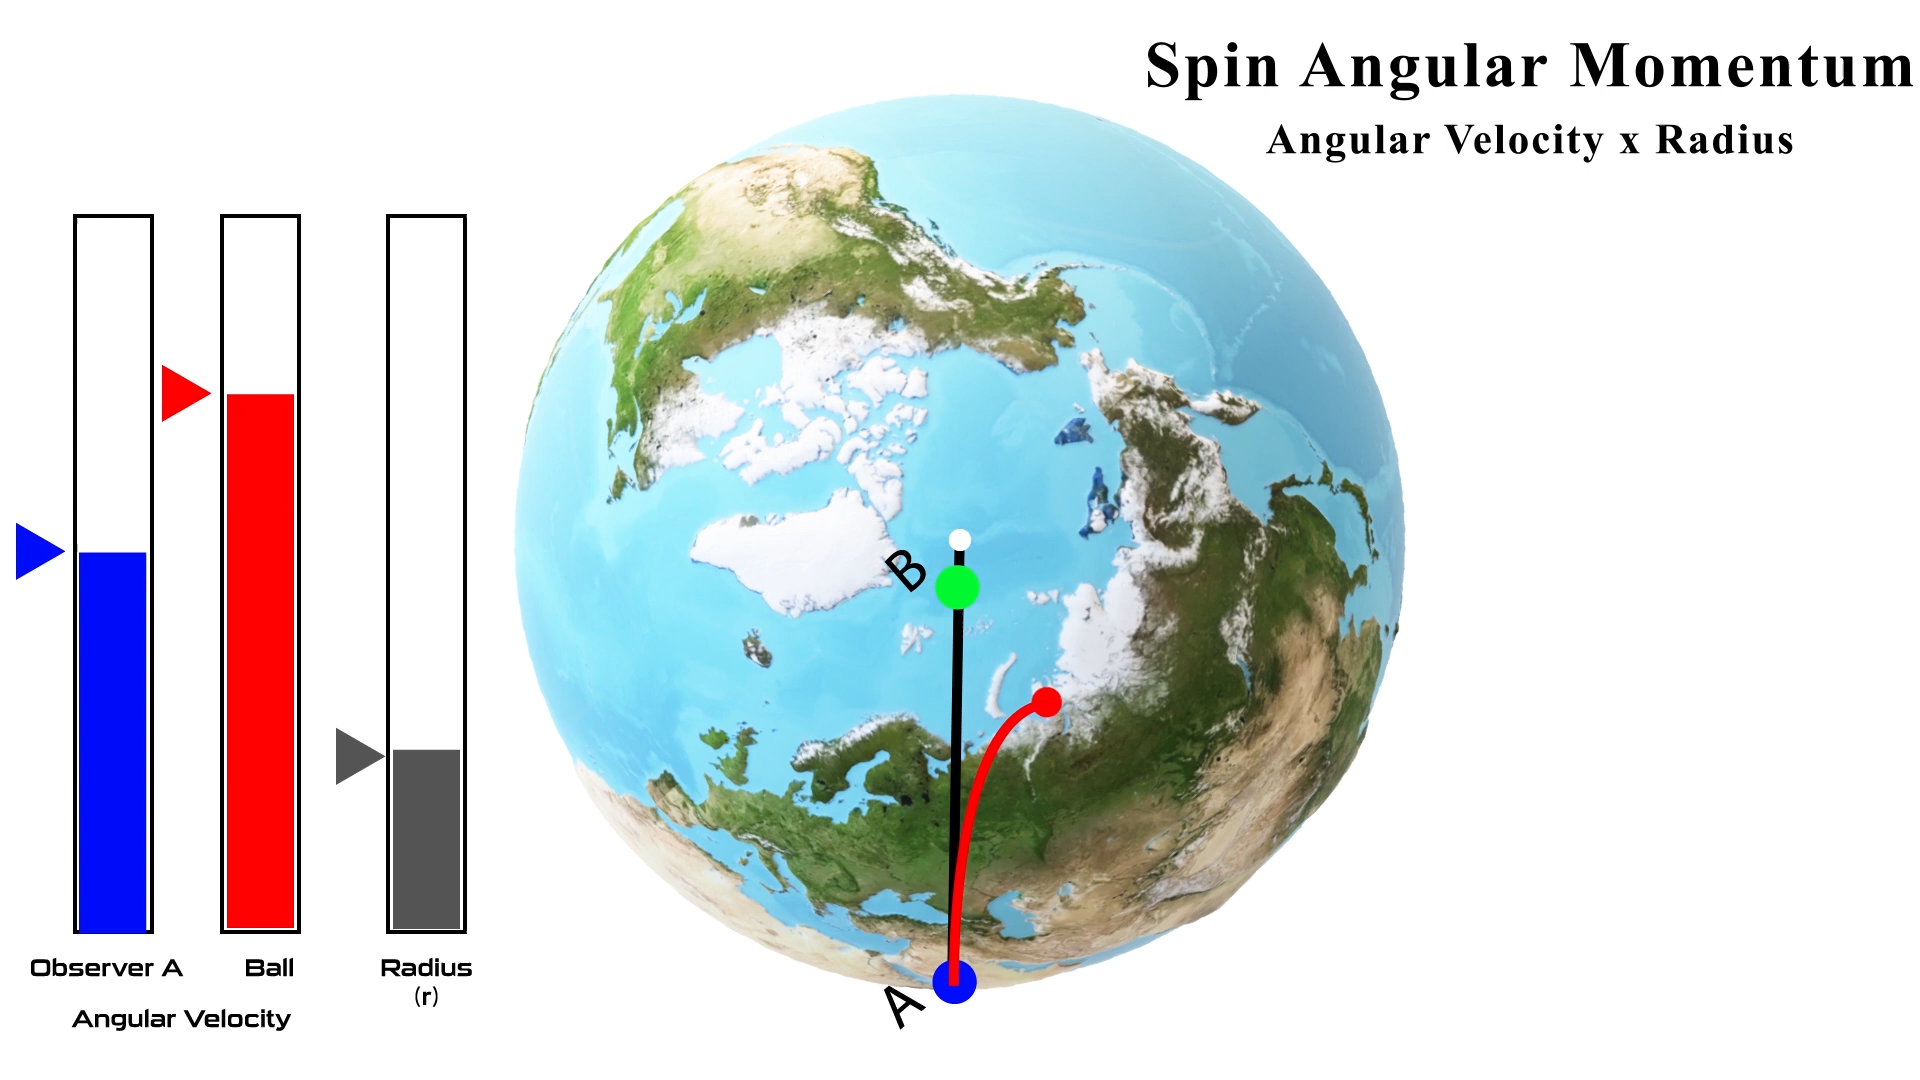 Spin Angular Momentum
Angular Velocity x Radius
B
A
Observer A
Ball
Radius
(r)
Angular Velocity